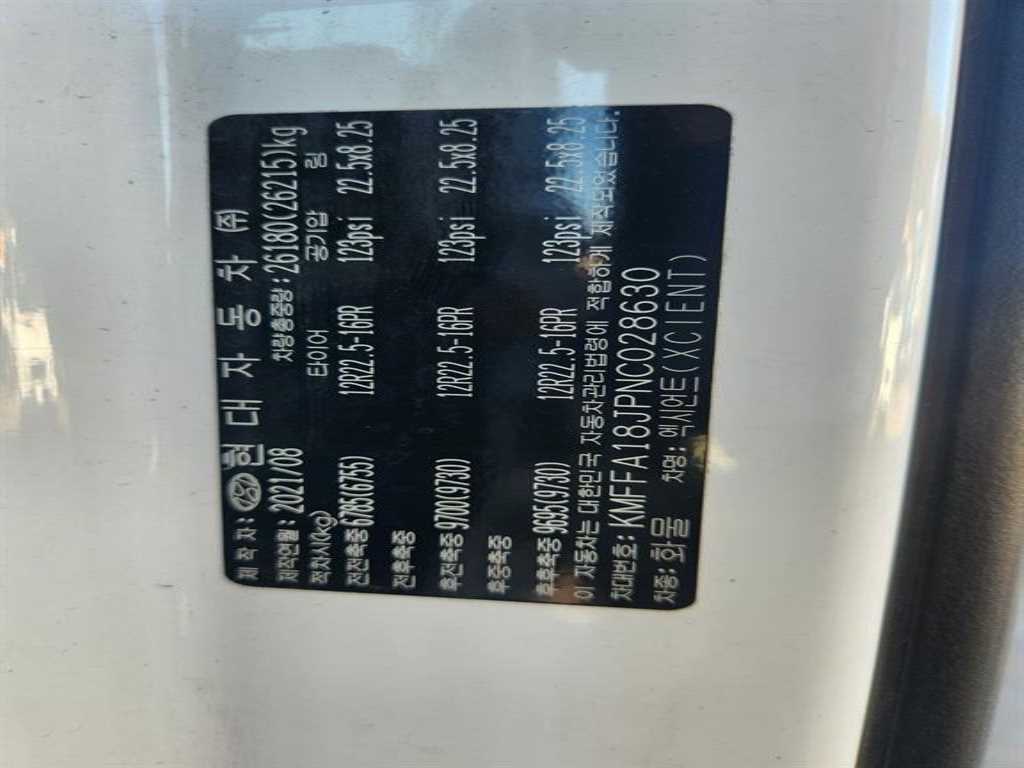 제 작 자: 현 대 자 동 차 (주)
제작연월: 2021/08 차량총중량: 26180(26215)kg
적차시(kg) 타이어 공기압 림
전전축중 6785(6755) 12R22.5-16PR 123psi 22.5x8.25
전후축중
후전축중 9700(9730) 12R22.5-16PR 123psi 22.5x8.25
후중축중
후후축중 9695(9730) 12R22.5-16PR 123psi 22.5x8.25
이 자동차는 대한민국 자동차관리법령에 적합하게 제작되었습니다.
차대번호: KMFFA18JPNC028630
차종: 화물 차명: 엑시언트(XCIENT)